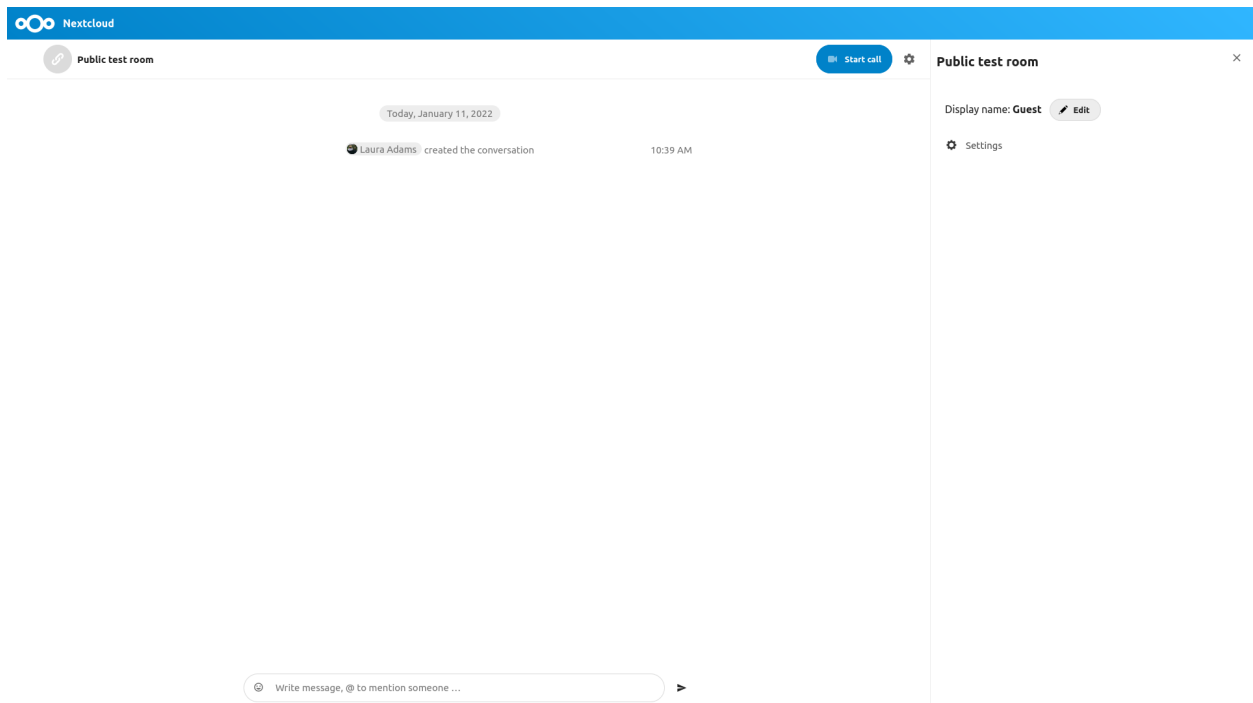 Nextcloud
Public test room
Start call
Today, January 11, 2022
Laura Adams created the conversation 10:39 AM
Write message, @ to mention someone ...
Public test room
Display name: Guest Edit
Settings